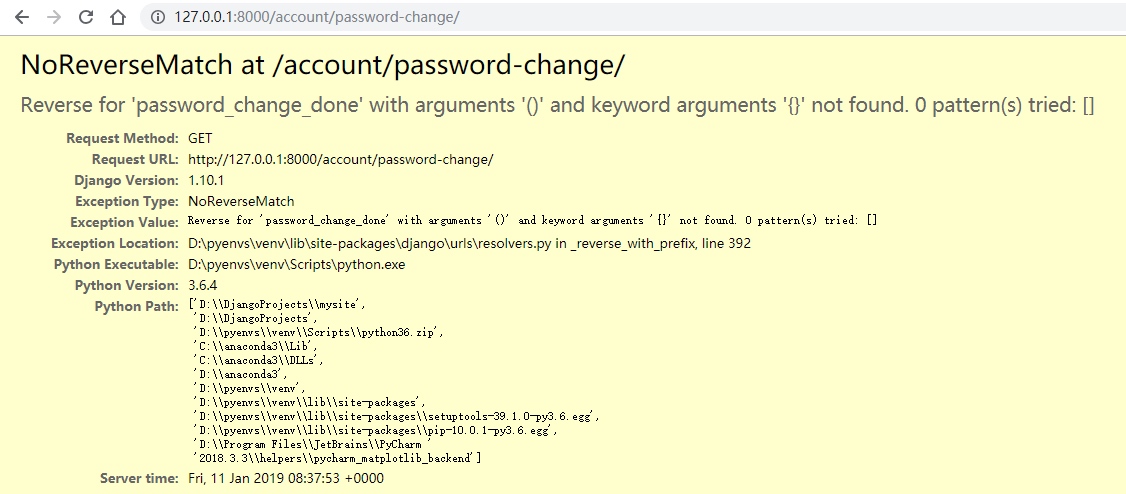 127.0.0.1:8000/account/password-change/
NoReverseMatch at /account/password-change/
Reverse for 'password_change_done' with arguments '()' and keyword arguments '{}' not found. 0 pattern(s) tried: []
Request Method: GET
Request URL: http://127.0.0.1:8000/account/password-change/
Django Version: 1.10.1
Exception Type: NoReverseMatch
Exception Value: Reverse for 'password_change_done' with arguments '()' and keyword arguments '{}' not found. 0 pattern(s) tried: []
Exception Location: D:\pyenvs\venv\lib\site-packages\django\urls\resolvers.py in _reverse_with_prefix, line 392
Python Executable: D:\pyenvs\venv\Scripts\python.exe
Python Version: 3.6.4
Python Path: ['D:\\DjangoProjects\\mysite',
'D:\\DjangoProjects',
'D:\\pyenvs\\venv\\Scripts\\python36.zip',
'C:\\anaconda3\\Lib',
'C:\\anaconda3\\DLLs',
'D:\\anaconda3',
'D:\\pyenvs\\venv',
'D:\\pyenvs\\venv\\lib\\site-packages',
'D:\\pyenvs\\venv\\lib\\site-packages\\setuptools-39.1.0-py3.6.egg',
'D:\\pyenvs\\venv\\lib\\site-packages\\pip-10.0.1-py3.6.egg',
'D:\\Program Files\\JetBrains\\PyCharm '
'2018.3.3\\helpers\\pycharm_matplotlib_backend']
Server time: Fri, 11 Jan 2019 08:37:53 +0000